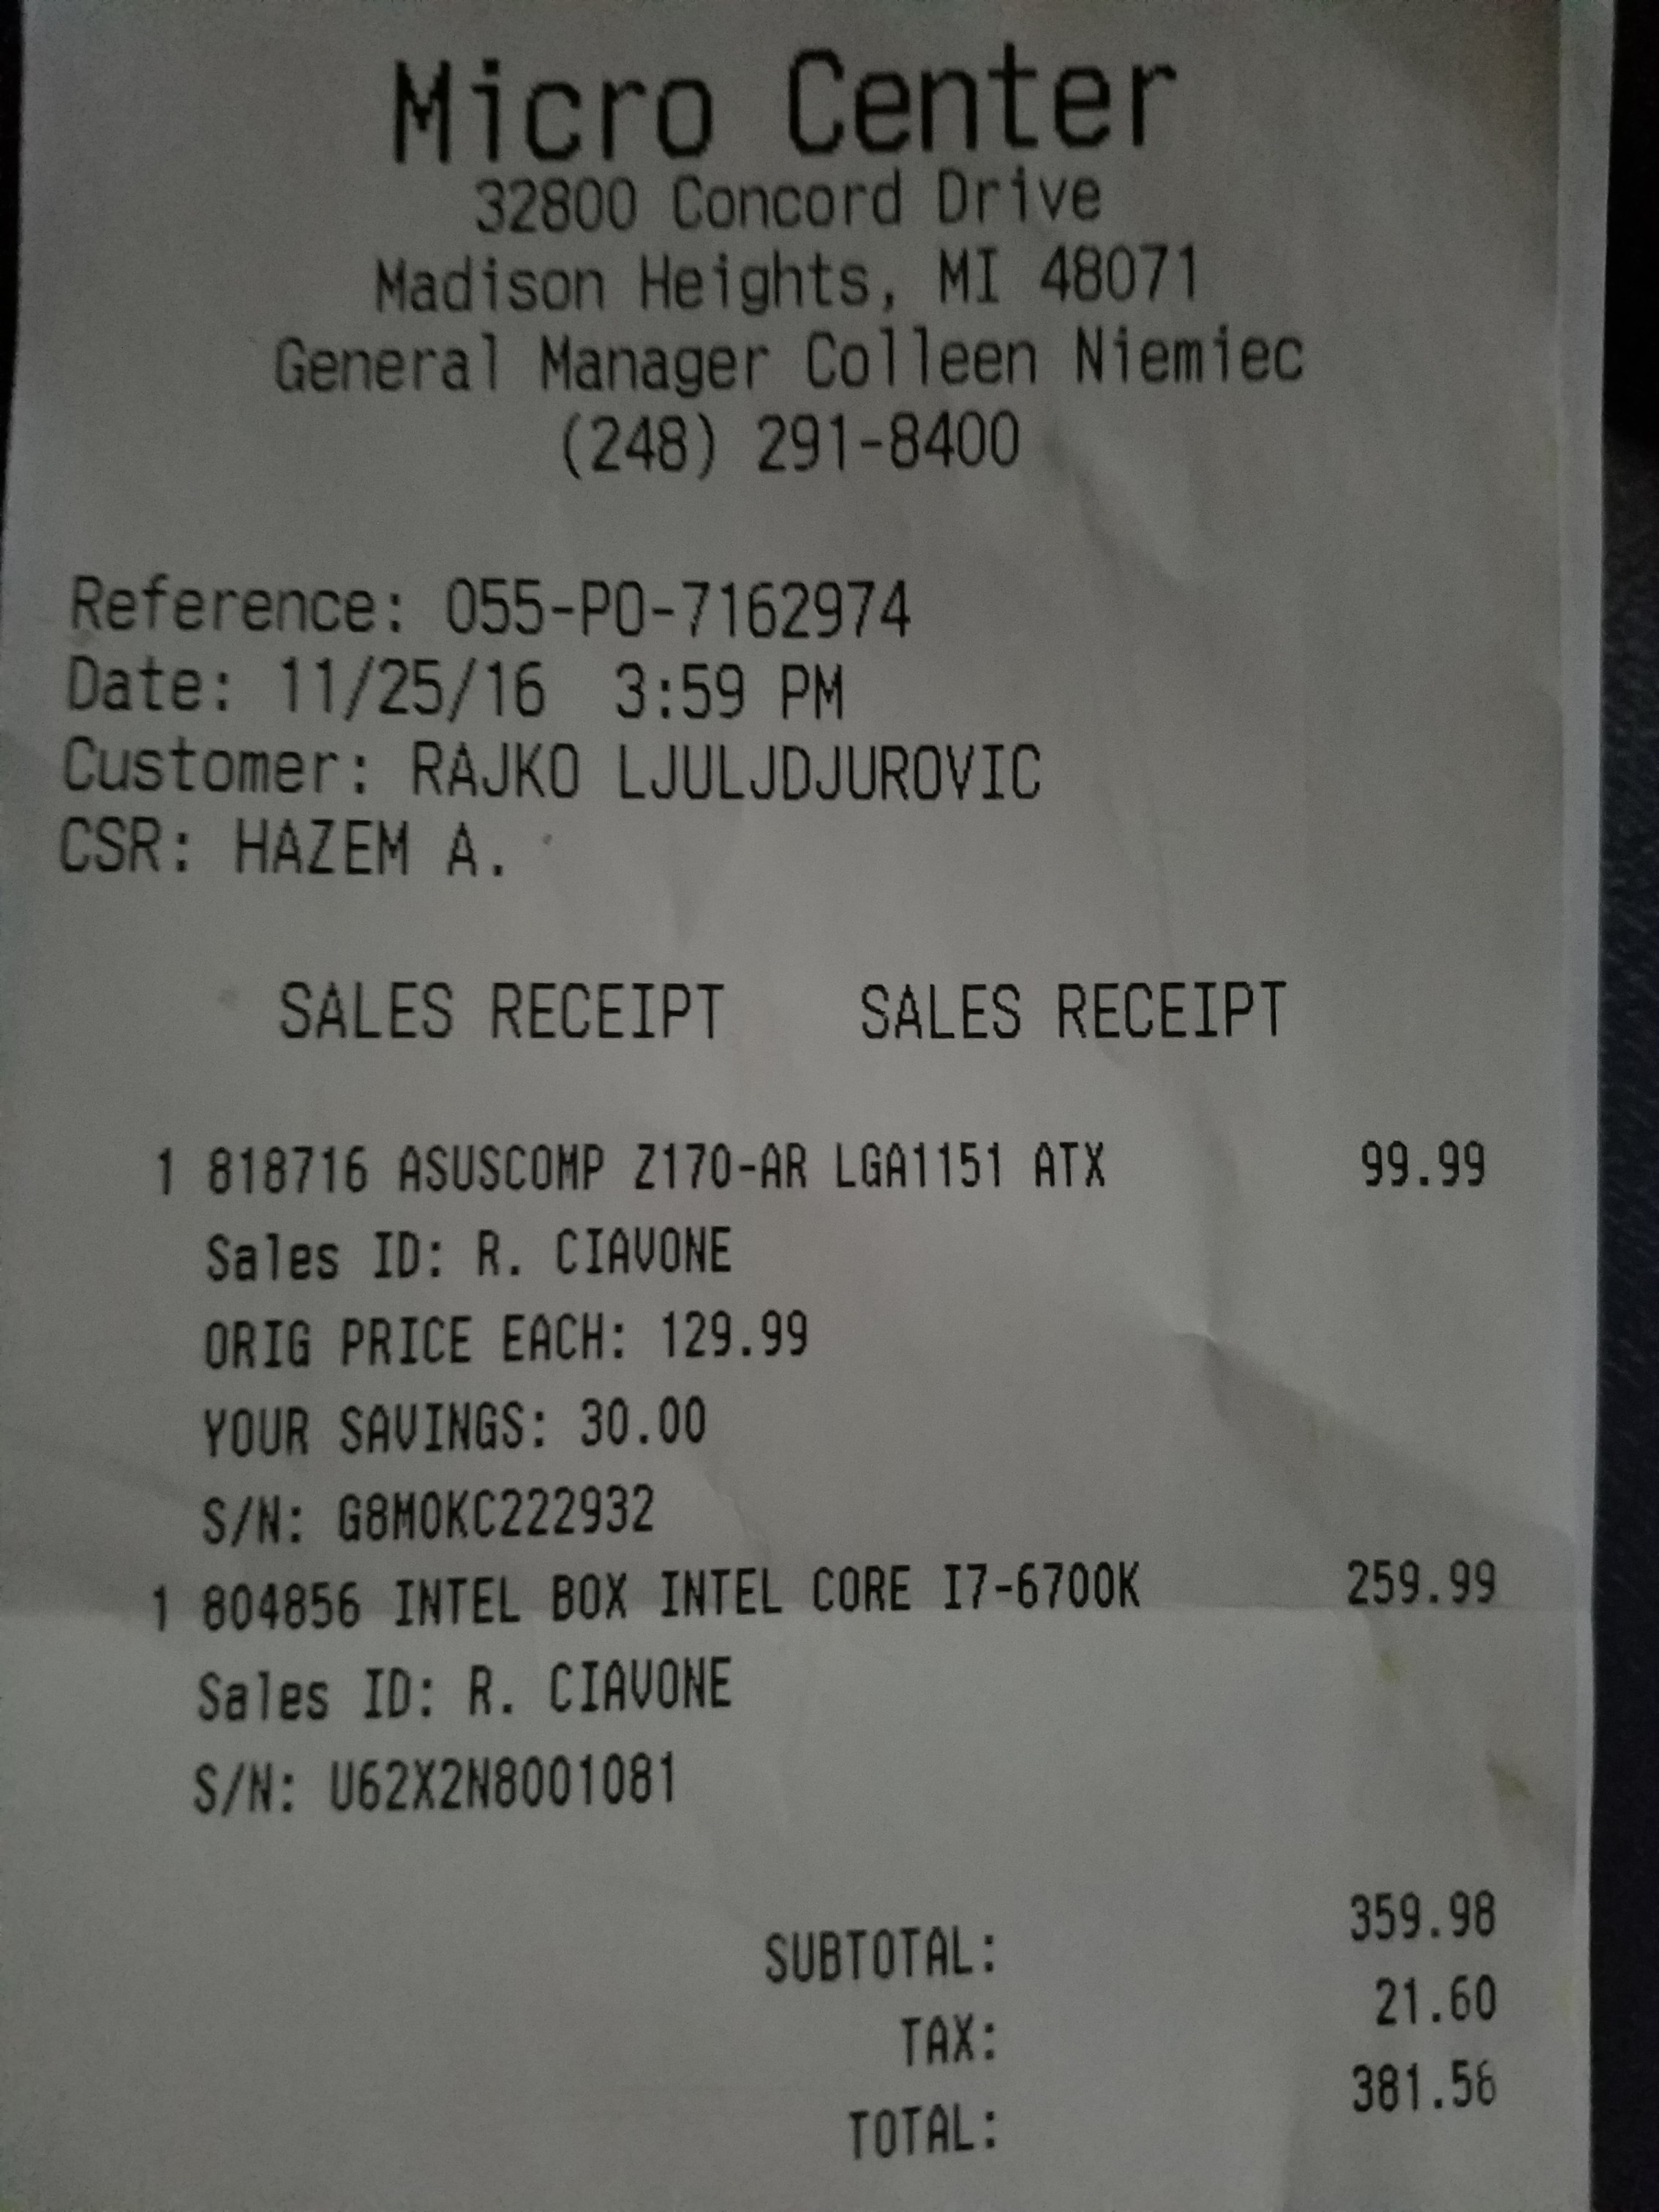 Micro Center
32800 Concord Drive
Madison Heights, MI 48071
General Manager Colleen Niemiec
(248) 291-8400
Reference: 055-PO-7162974
Date: 11/25/16 3:59 PM
Customer: RAJKO LJULJDJUROVIC
CSR: HAZEM A.
SALES RECEIPT SALES RECEIPT
1 818716 ASUSCOMP Z170-AR LGA1151 ATX 99.99
Sales ID: R. CIAVONE
ORIG PRICE EACH: 129.99
YOUR SAVINGS: 30.00
S/N: G8M0KC222932
1 804856 INTEL BOX INTEL CORE I7-6700K 259.99
Sales ID: R. CIAVONE
S/N: U62X2N8001081
SUBTOTAL: 359.98
TAX: 21.60
TOTAL: 381.58